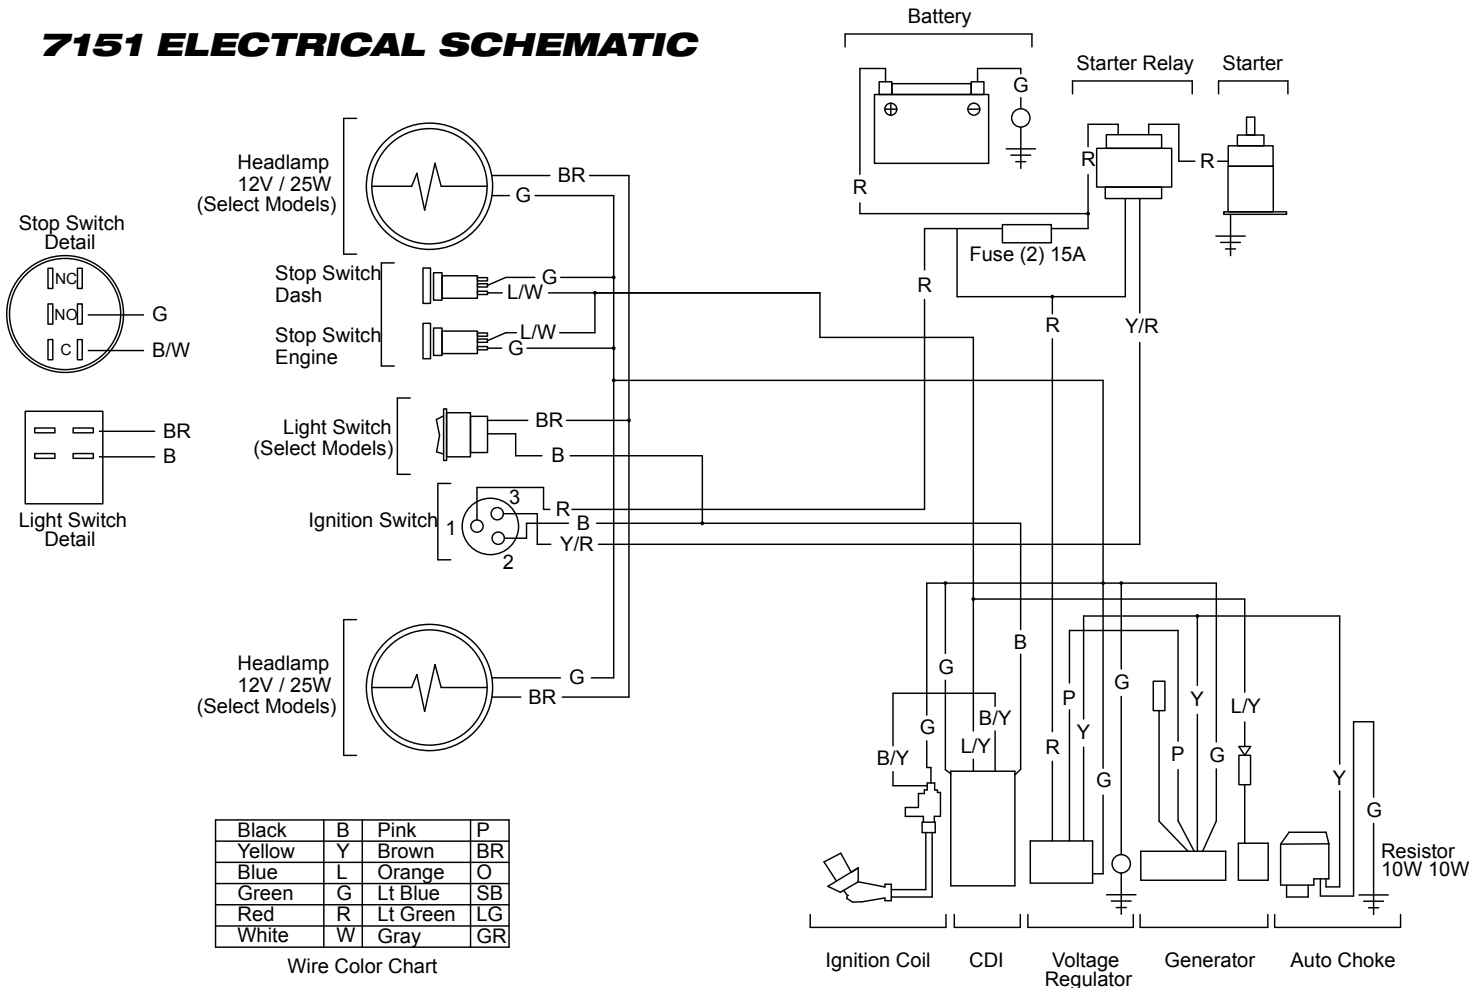 7151 ELECTRICAL SCHEMATIC
Battery
Starter Relay
Starter
G
R
R
R
Fuse (2) 15A
R
R
Y/R
Headlamp
12V / 25W
(Select Models)
BR
G
Stop Switch
Detail
NC
NO
C
G
B/W
Stop Switch
Dash
G
L/W
Stop Switch
Engine
L/W
G
BR
B
Light Switch
Detail
Light Switch
(Select Models)
BR
B
Ignition Switch
1
3
2
R
B
Y/R
Headlamp
12V / 25W
(Select Models)
G
BR
B
G
G
B/Y
B/Y
L/Y
R
P
Y
G
G
P
Y
G
L/Y
Y
G
Resistor
10W 10W
Black B Pink P
Yellow Y Brown BR
Blue L Orange O
Green G Lt Blue SB
Red R Lt Green LG
White W Gray GR
Wire Color Chart
Ignition Coil
CDI
Voltage
Regulator
Generator
Auto Choke